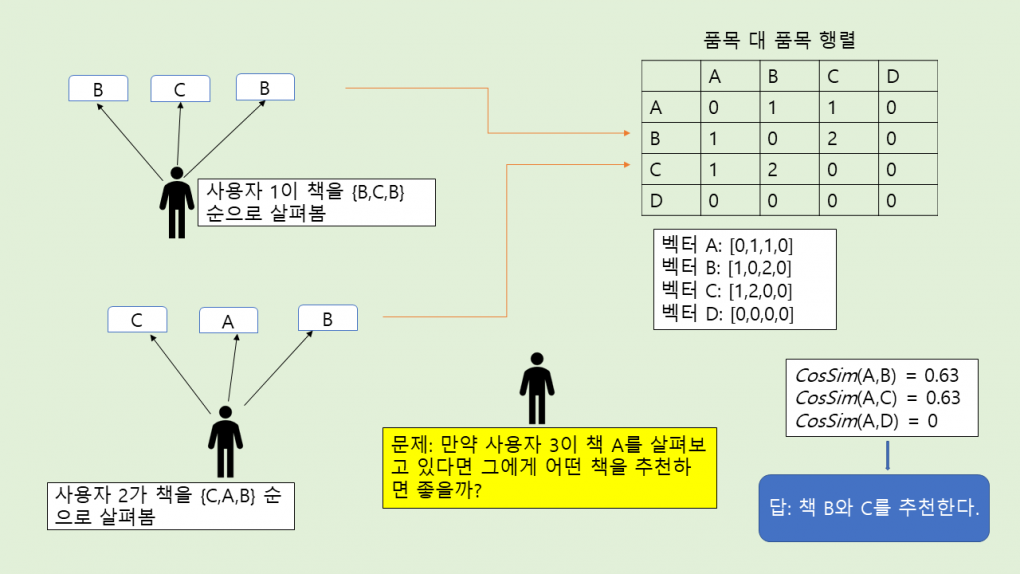 품목 대 품목 행렬
B C B
A B C D
A 0 1 1 0
B 1 0 2 0
C 1 2 0 0
D 0 0 0 0
사용자 1이 책을 {B,C,B}
순으로 살펴봄
벡터 A: [0,1,1,0]
벡터 B: [1,0,2,0]
벡터 C: [1,2,0,0]
벡터 D: [0,0,0,0]
C A B
사용자 2가 책을 {C,A,B} 순
으로 살펴봄
문제: 만약 사용자 3이 책 A를 살펴보
고 있다면 그에게 어떤 책을 추천하
면 좋을까?
CosSim(A,B) = 0.63
CosSim(A,C) = 0.63
CosSim(A,D) = 0
답: 책 B와 C를 추천한다.